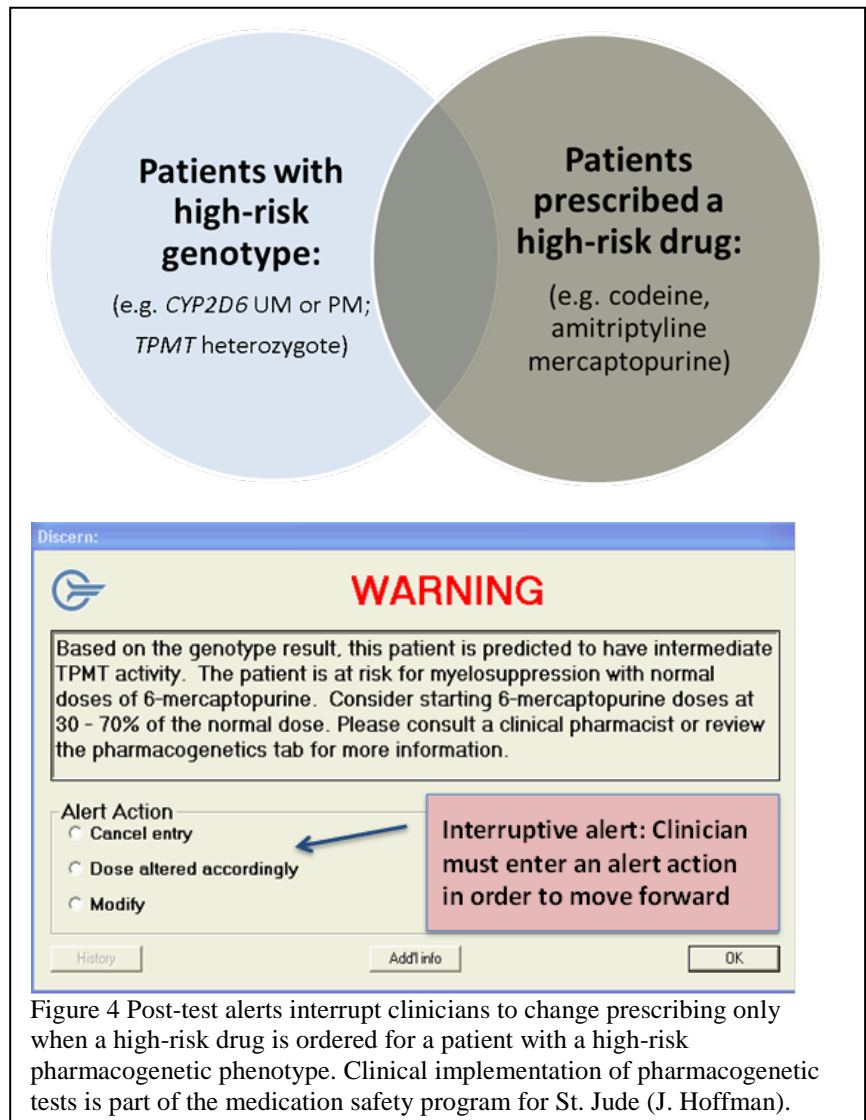 Patients with
high-risk
genotype:
(e.g. CYP2D6 UM or PM;
TPMT heterozygote)
Patients
prescribed a
high-risk drug:
(e.g. codeine,
amitriptyline
mercaptopurine)
Discern:
WARNING
Based on the genotype result, this patient is predicted to have intermediate
TPMT activity. The patient is at risk for myelosuppression with normal
doses of 6-mercaptopurine. Consider starting 6-mercaptopurine doses at
30 - 70% of the normal dose. Please consult a clinical pharmacist or review
the pharmacogenetics tab for more information.
Alert Action
Cancel entry
Dose altered accordingly
Modify
Interruptive alert: Clinician
must enter an alert action
in order to move forward
History
Add'l info
OK
Figure 4 Post-test alerts interrupt clinicians to change prescribing only
when a high-risk drug is ordered for a patient with a high-risk
pharmacogenetic phenotype. Clinical implementation of pharmacogenetic
tests is part of the medication safety program for St. Jude (J. Hoffman).